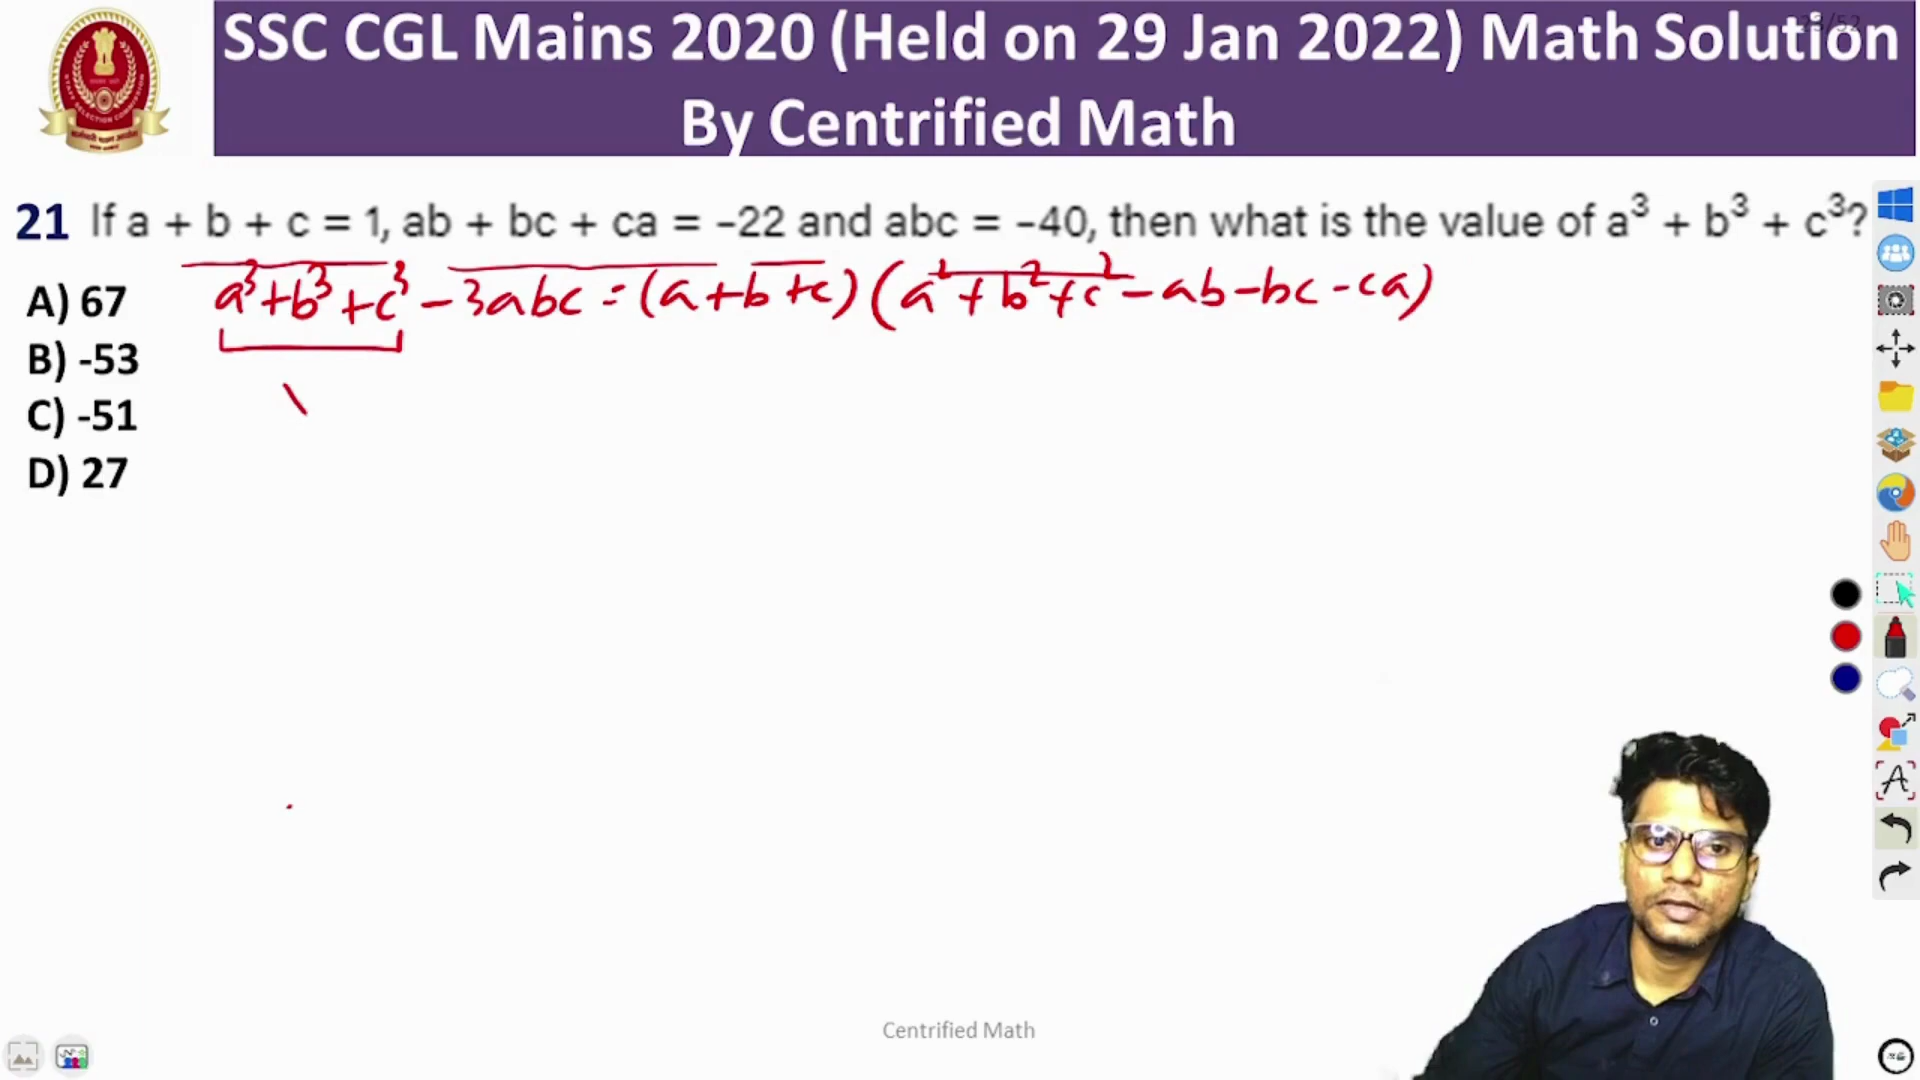 SSC CGL Mains 2020 (Held on 29 Jan 2022) Math Solution
By Centrified Math
21 If a + b + c = 1, ab + bc + ca = -22 and abc = -40, then what is the value of a³ + b³ + c³?
a³+b³+c³-3abc=(a+b+c)(a²+b²+c²-ab-bc-ca)
A) 67
B) -53
C) -51
D) 27
Centrified Math